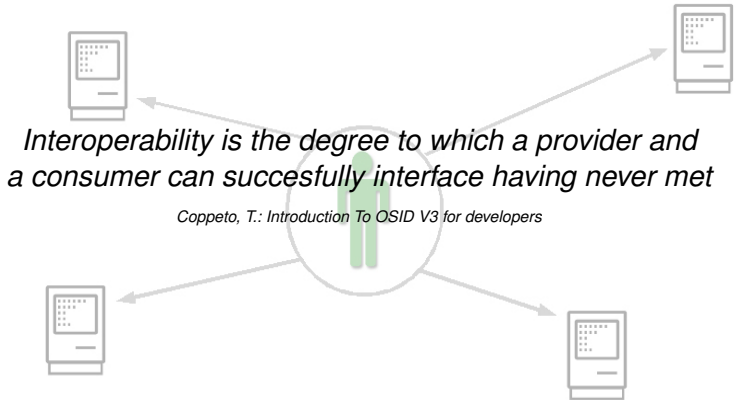 Interoperability is the degree to which a provider and
a consumer can succesfully interface having never met
Coppeto, T.: Introduction To OSID V3 for developers